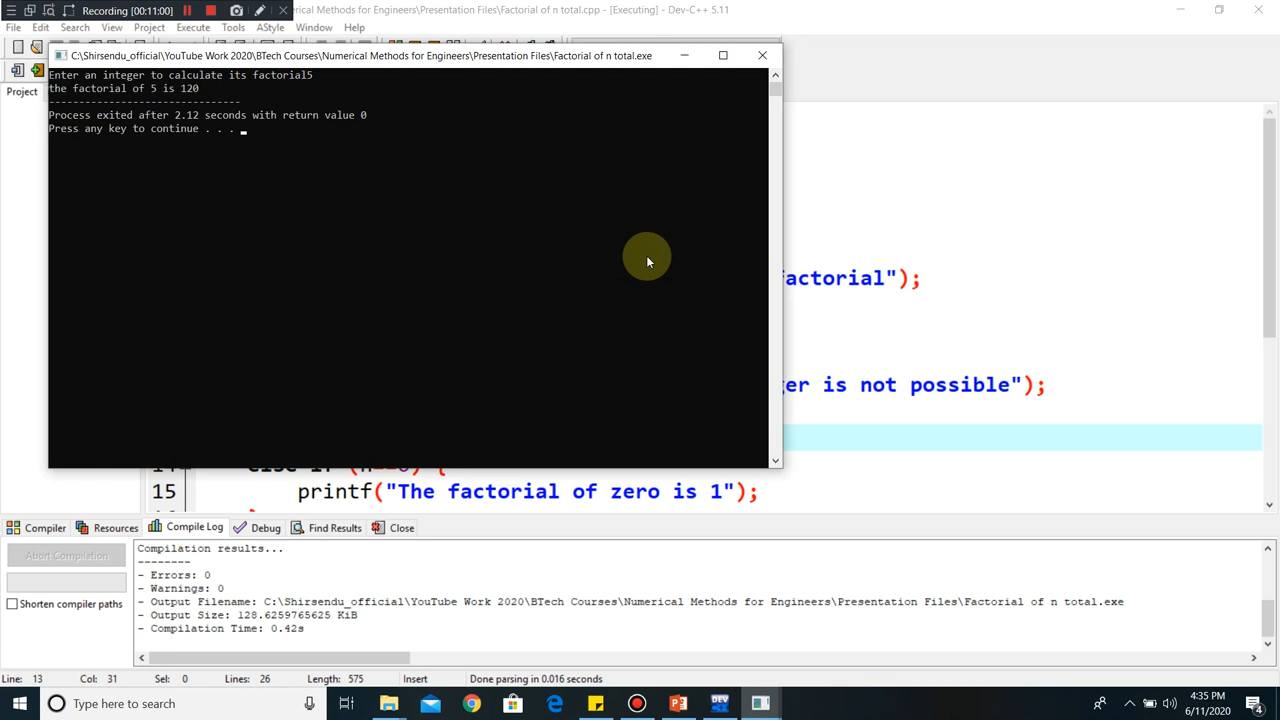 Recording [00:11:00]
merical Methods for Engineers\Presentation Files\Factorial of n total.cpp - [Executing] - Dev-C++ 5.11
File Edit Search View Project Execute Tools AStyle Window Help
C:\Shirsendu_official\YouTube Work 2020\BTech Courses\Numerical Methods for Engineers\Presentation Files\Factorial of n total.exe
Project
Enter an integer to calculate its factorial5
the factorial of 5 is 120
--------------------------------
Process exited after 2.12 seconds with return value 0
Press any key to continue . . .
factorial");
ger is not possible");
15 printf("The factorial of zero is 1");
Compiler Resources Compile Log Debug Find Results Close
Abort Compilation
Shorten compiler paths
Compilation results...
--------
- Errors: 0
- Warnings: 0
- Output Filename: C:\Shirsendu_official\YouTube Work 2020\BTech Courses\Numerical Methods for Engineers\Presentation Files\Factorial of n total.exe
- Output Size: 128.6259765625 KiB
- Compilation Time: 0.42s
Line: 13 Col: 31 Sel: 0 Lines: 26 Length: 575 Insert Done parsing in 0.016 seconds
Type here to search
4:35 PM
6/11/2020